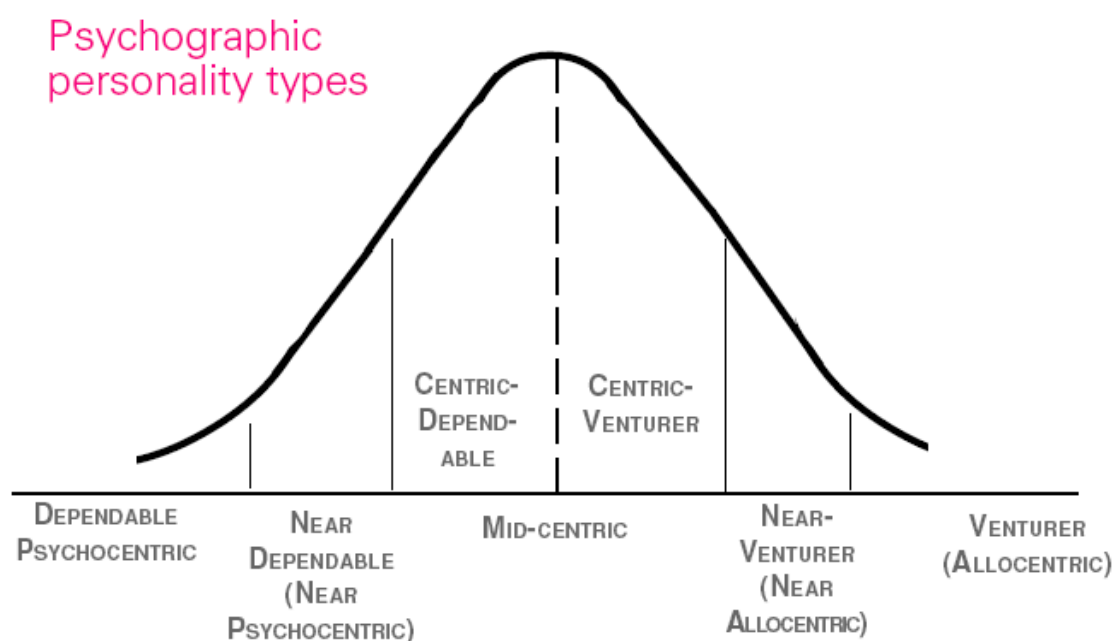 Psychographic
personality types
CENTRIC-
DEPEND-
ABLE
CENTRIC-
VENTURER
DEPENDABLE
PSYCHOCENTRIC
NEAR
DEPENDABLE
(NEAR
PSYCHOCENTRIC)
MID-CENTRIC
NEAR-
VENTURER
(NEAR
ALLOCENTRIC)
VENTURER
(ALLOCENTRIC)